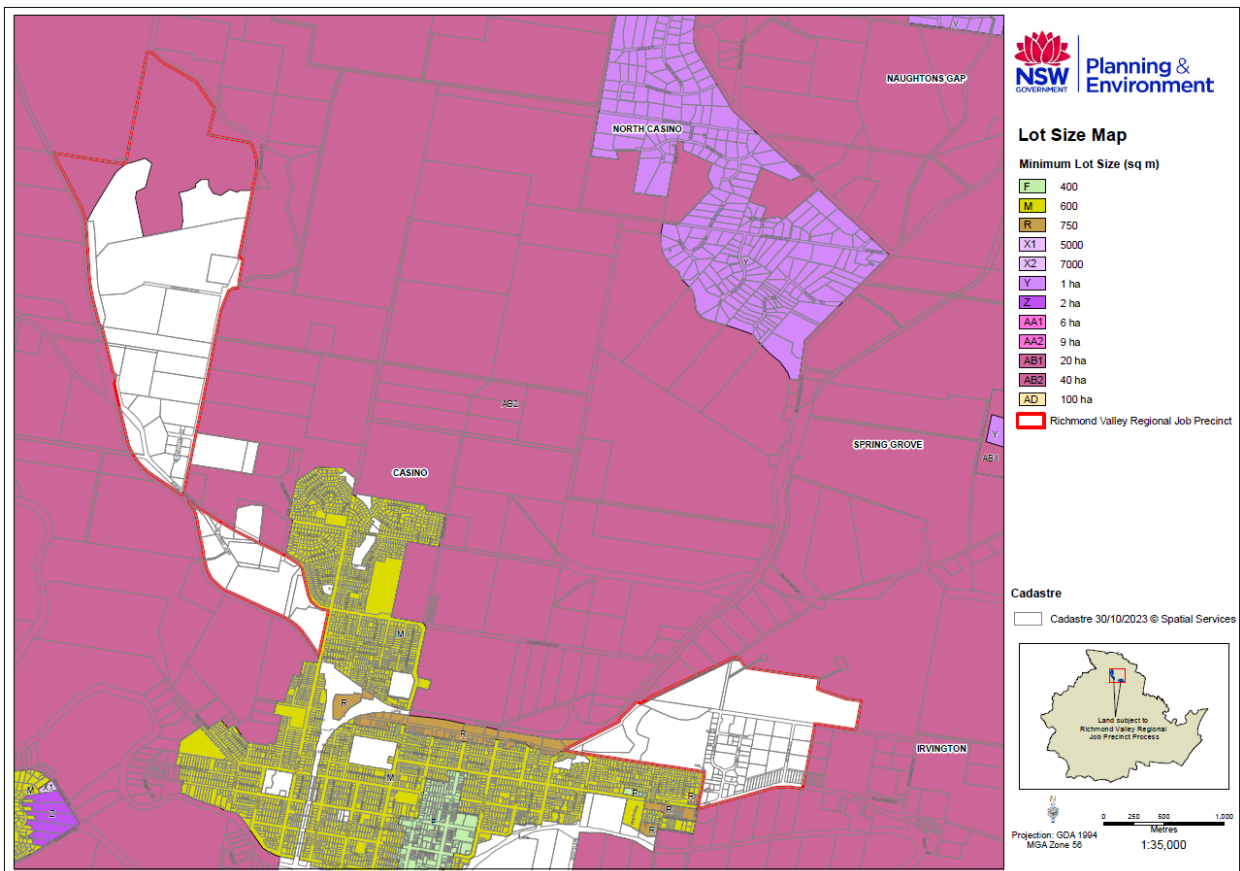 Y
NAUGHTONS GAP
NORTH CASINO
Y
AB2
SPRING GROVE
Y
AB1
CASINO
M
R
R
IRVINGTON
M
M
X1
Z
F
F
R
R
R
NSW
GOVERNMENT
Planning &
Environment
Lot Size Map
Minimum Lot Size (sq m)
F 400
M 600
R 750
X1 5000
X2 7000
Y 1 ha
Z 2 ha
AA1 6 ha
AA2 9 ha
AB1 20 ha
AB2 40 ha
AD 100 ha
Richmond Valley Regional Job Precinct
Cadastre
Cadastre 30/10/2023 © Spatial Services
Land subject to
Richmond Valley Regional
Job Precinct Process
N
0 250 500 1,000
Metres
Projection: GDA 1994
MGA Zone 56
1:35,000